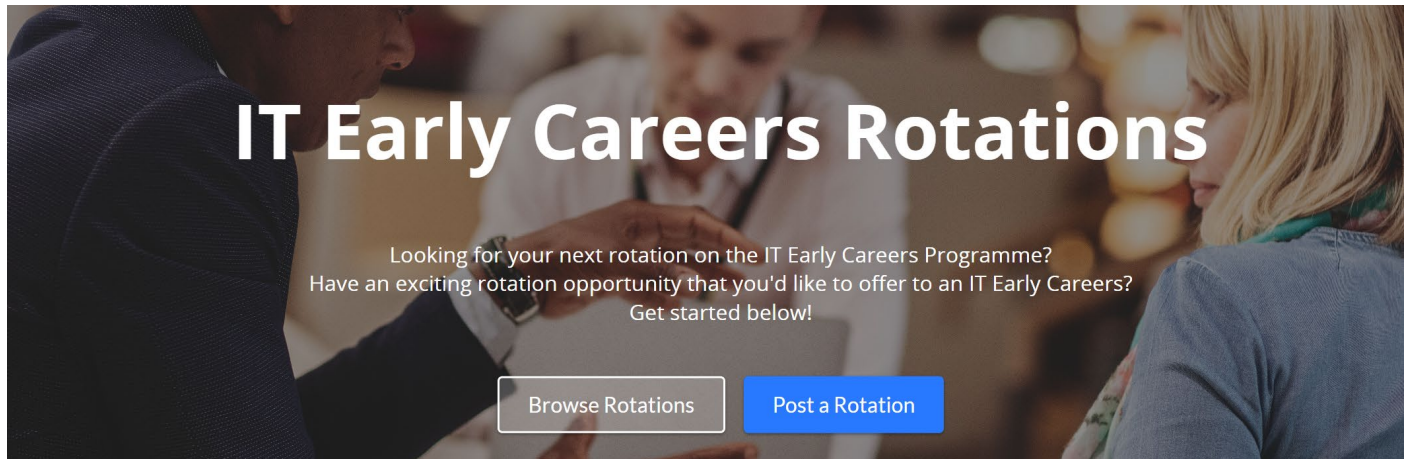 IT Early Careers Rotations
Looking for your next rotation on the IT Early Careers Programme?
Have an exciting rotation opportunity that you'd like to offer to an IT Early Careers?
Get started below!
Browse Rotations
Post a Rotation